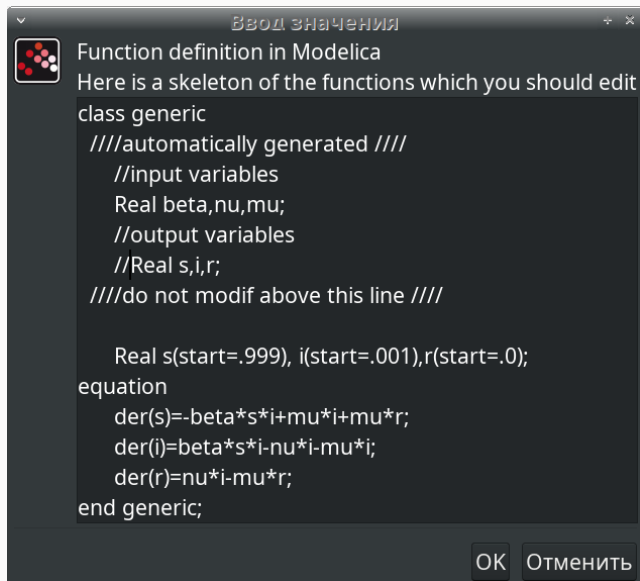 Ввод значения
Function definition in Modelica
Here is a skeleton of the functions which you should edit
class generic
////automatically generated ////
//input variables
Real beta,nu,mu;
//output variables
//Real s,i,r;
////do not modif above this line ////
Real s(start=.999), i(start=.001),r(start=.0);
equation
der(s)=-beta*s*i+mu*i+mu*r;
der(i)=beta*s*i-nu*i-mu*i;
der(r)=nu*i-mu*r;
end generic;
OK Отменить